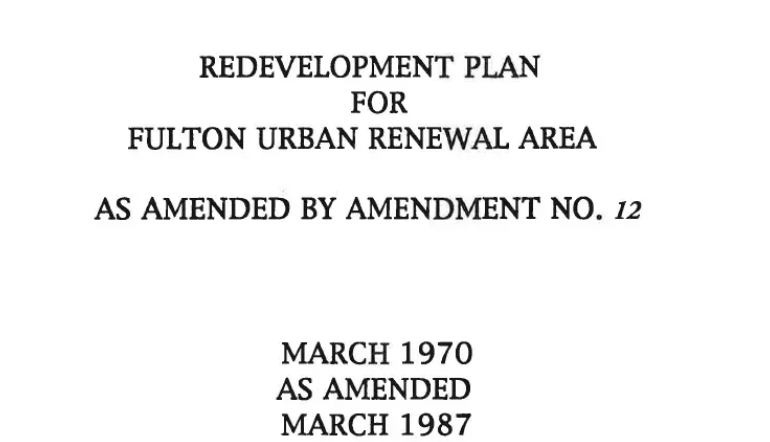 REDEVELOPMENT PLAN
FOR
FULTON URBAN RENEWAL AREA
AS AMENDED BY AMENDMENT NO. 12
MARCH 1970
AS AMENDED
MARCH 1987